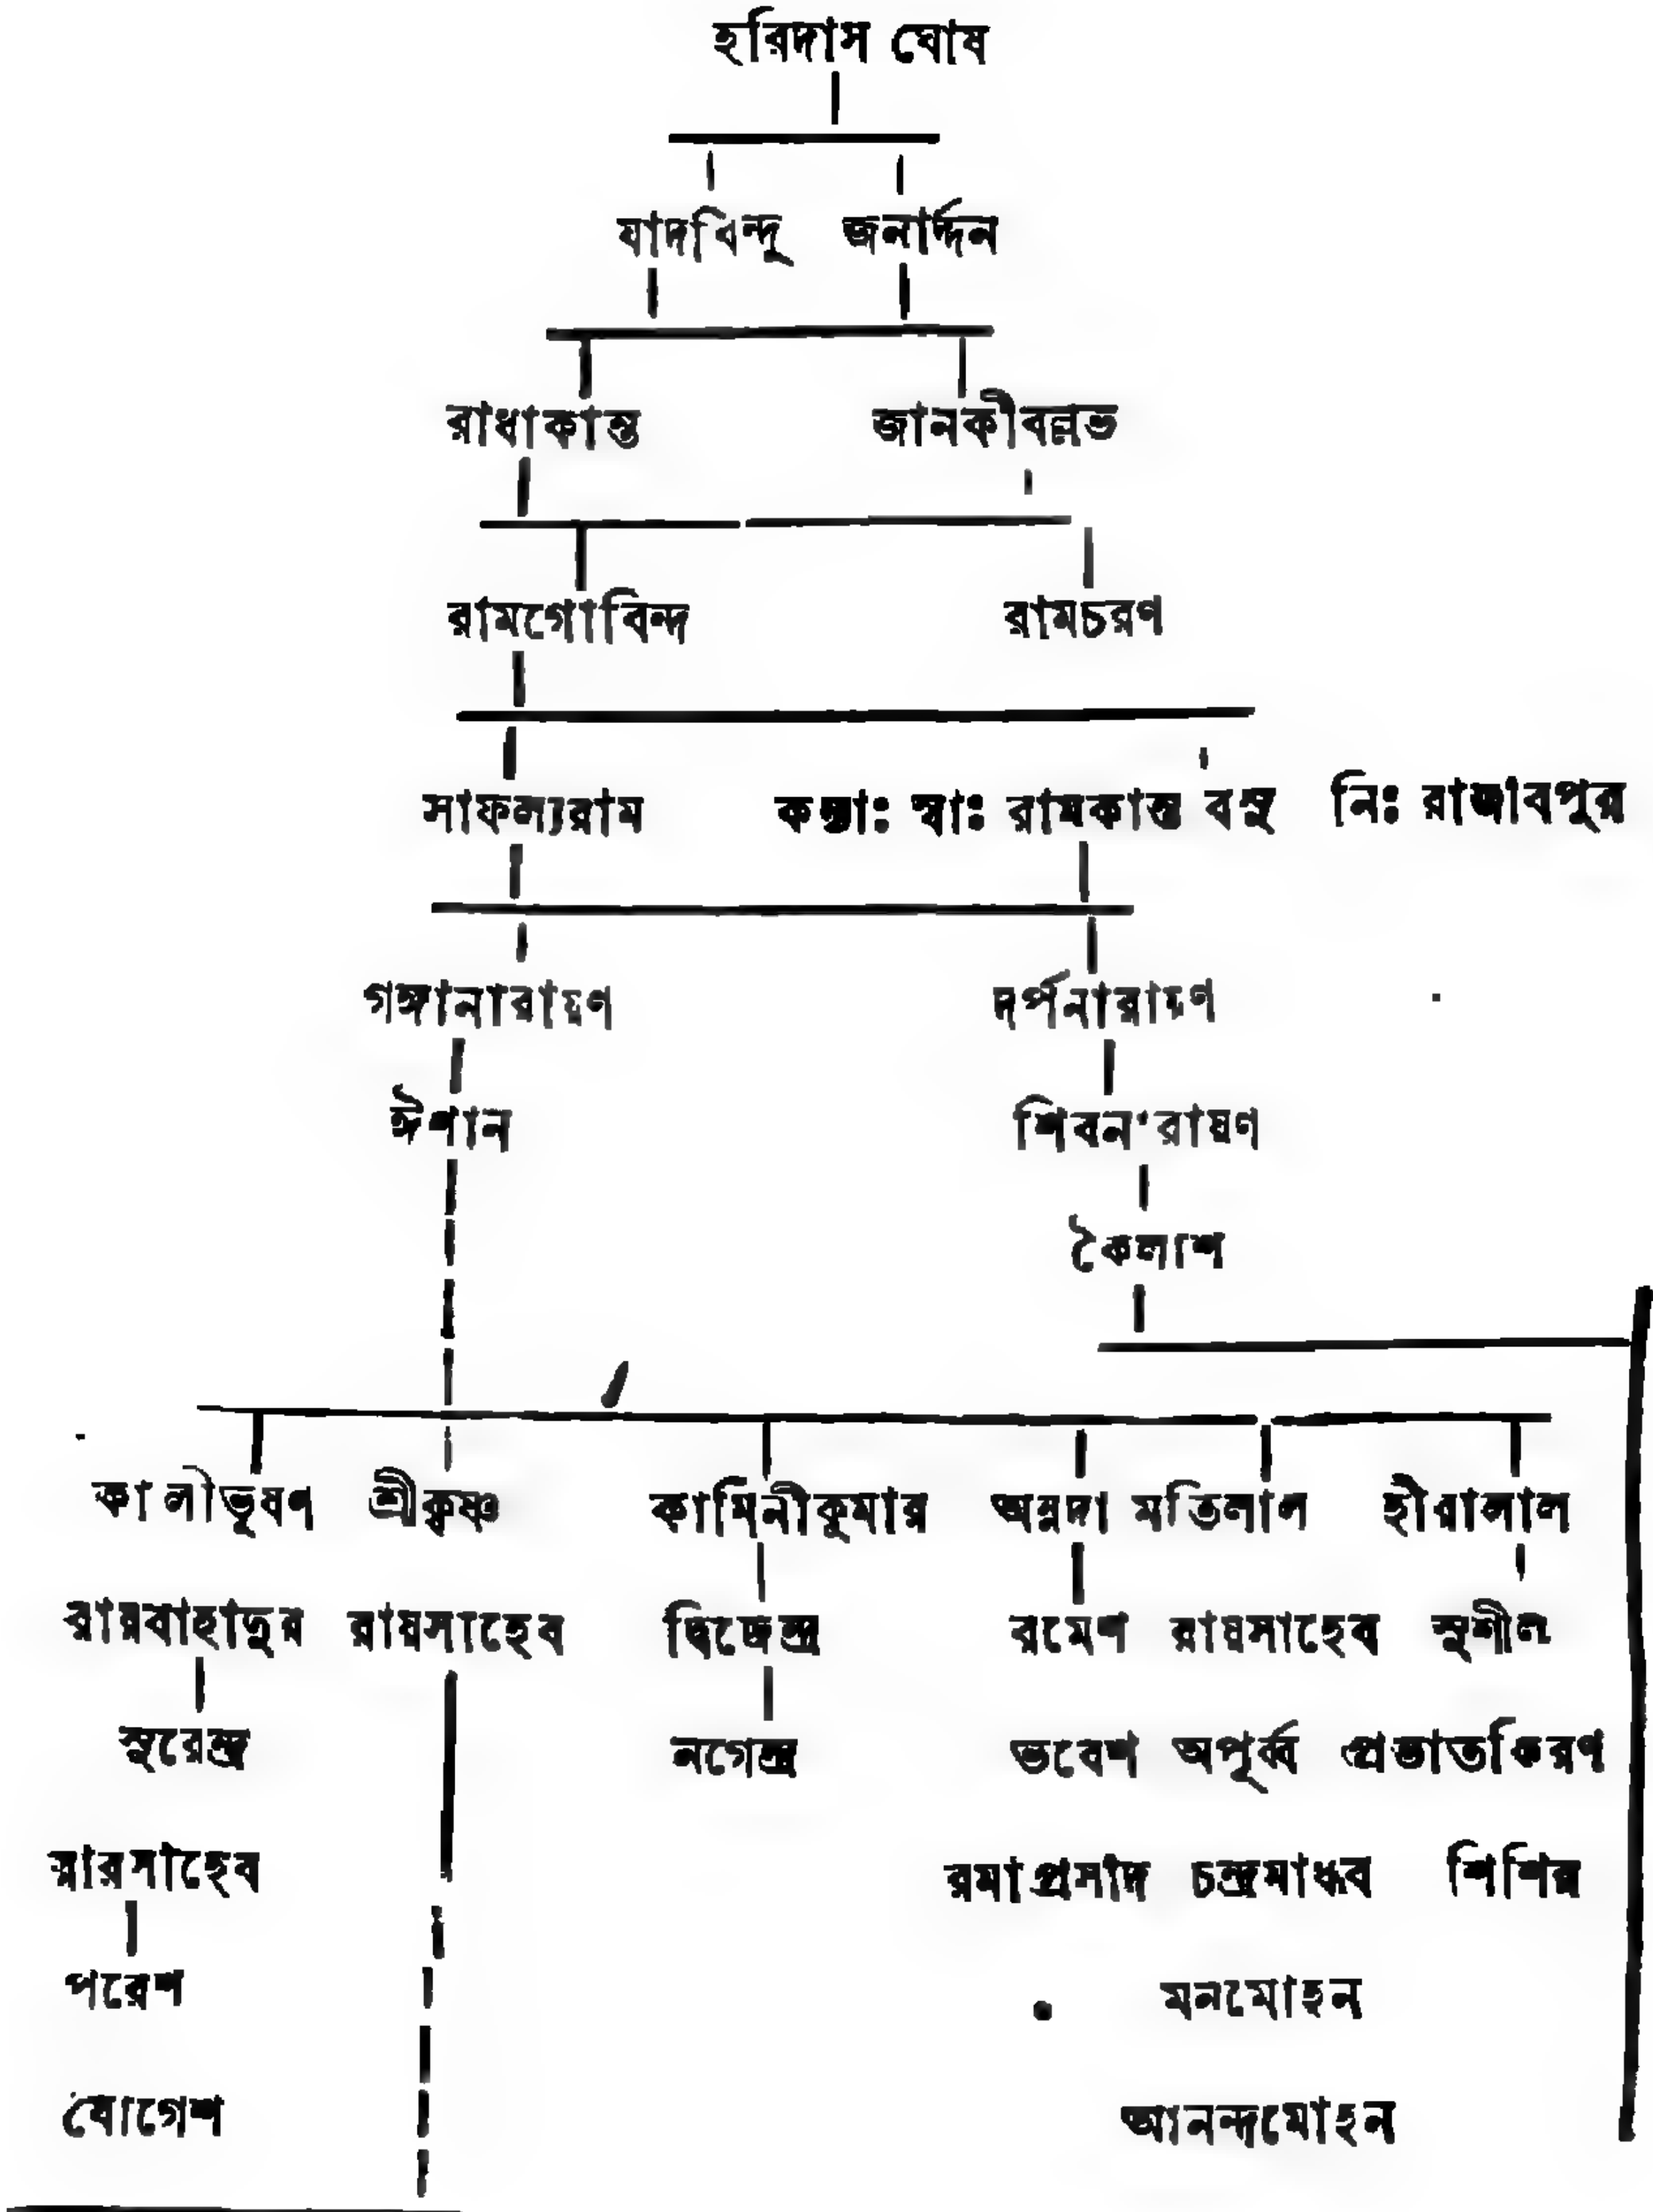 হরিদাস ঘোষ
যাদবিন্দু জনার্দ্দন
রাধাকান্ত জানকীবল্লভ
রামগোবিন্দ রামচরণ
সাফল্যরাম কন্যাঃ স্বাঃ রামকান্ত বসু নিঃ রাজীবপুর
গঙ্গানারায়ণ দর্পনারায়ণ
ঈশান শিবনারায়ণ
কৈলাশ
কালীভূষণ শ্রীকৃষ্ণ কামিনীকুমার অন্নদা মতিলাল হীরালাল
রায়বাহাদুর রায়সাহেব দ্বিজেন্দ্র রমেশ রায়সাহেব সুশীল
সুরেন্দ্র নগেন্দ্র ভবেশ অপূর্ব্ব প্রভাতকিরণ
রায়সাহেব রমাপ্রসাদ চন্দ্রমাধব শিশির
পরেশ মনমোহন
যোগেশ আনন্দমোহন